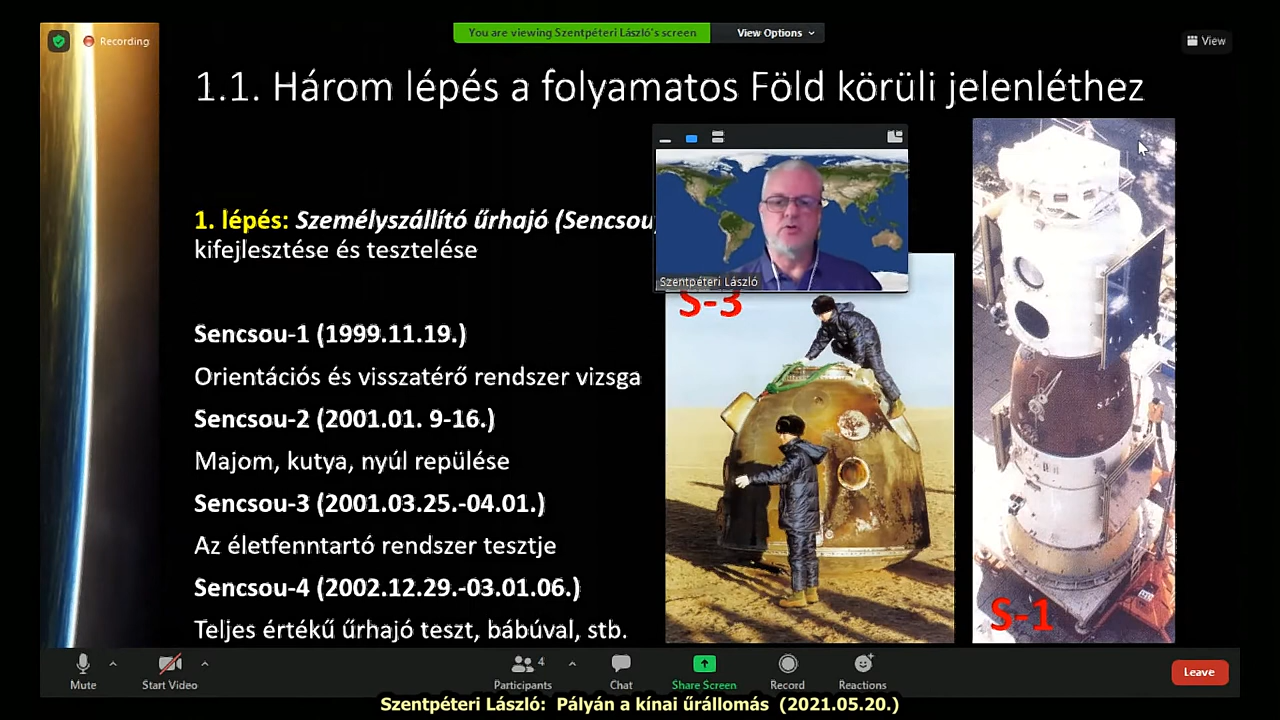 Recording
You are viewing Szentpéteri László's screen
View Options
View
1.1. Három lépés a folyamatos Föld körüli jelenléthez
1. lépés: Személyszállító űrhajó (Sencsou
kifejlesztése és tesztelése
Szentpéteri László
S-3
Sencsou-1 (1999.11.19.)
Orientációs és visszatérő rendszer vizsga
Sencsou-2 (2001.01. 9-16.)
Majom, kutya, nyúl repülése
Sencsou-3 (2001.03.25.-04.01.)
Az életfenntartó rendszer tesztje
Sencsou-4 (2002.12.29.-03.01.06.)
Teljes értékű űrhajó teszt, bábúval, stb.
S-1
Mute
Start Video
4
Participants
Chat
Share Screen
Record
Reactions
Leave
Szentpéteri László: Pályán a kínai űrállomás (2021.05.20.)